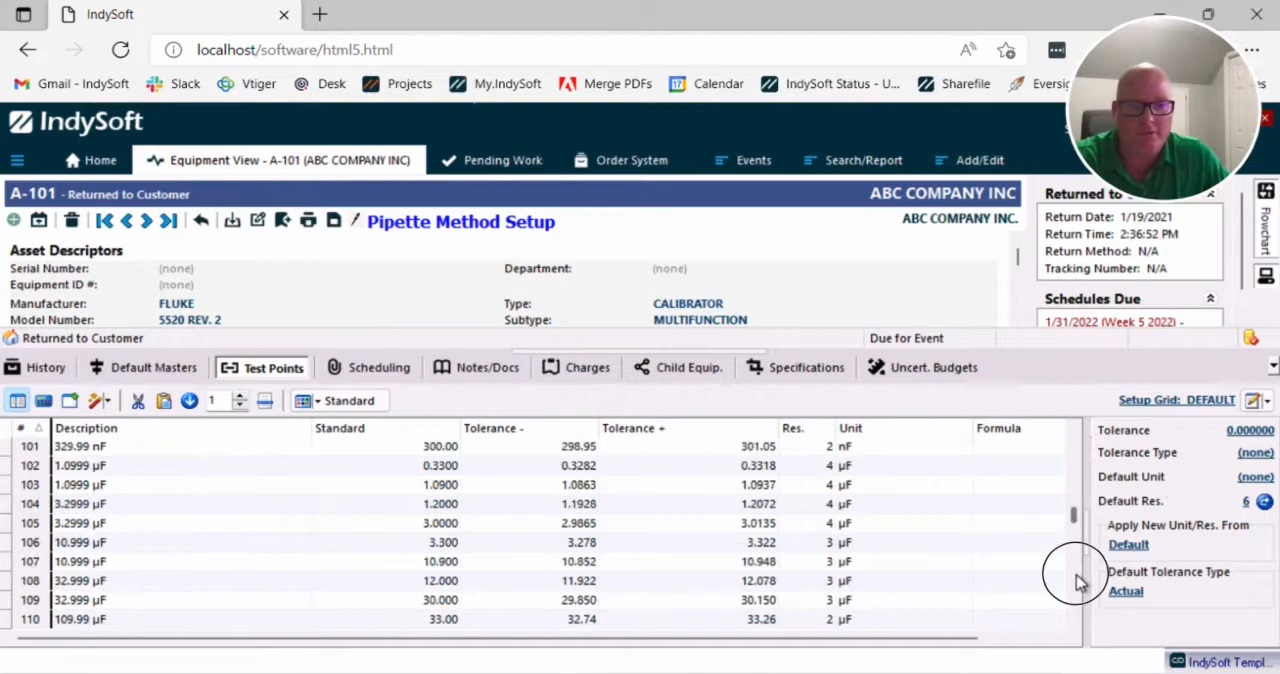 IndySoft
localhost/software/html5.html
Gmail - IndySoft Slack Vtiger Desk Projects My.IndySoft Merge PDFs Calendar IndySoft Status - U... Sharefile Eversi
IndySoft
Home Equipment View - A-101 (ABC COMPANY INC) Pending Work Order System Events Search/Report Add/Edit
A-101 - Returned to Customer ABC COMPANY INC
Pipette Method Setup ABC COMPANY INC.
Asset Descriptors
Serial Number: (none) Department: (none)
Equipment ID #: (none)
Manufacturer: FLUKE Type: CALIBRATOR
Model Number: 5520 REV. 2 Subtype: MULTIFUNCTION
Returned to
Return Date: 1/19/2021
Return Time: 2:36:52 PM
Return Method: N/A
Tracking Number: N/A
Schedules Due
1/31/2022 (Week 5 2022) -
Flowchart
Returned to Customer Due for Event
History Default Masters Test Points Scheduling Notes/Docs Charges Child Equip. Specifications Uncert. Budgets
1 Standard Setup Grid: DEFAULT
# Description Standard Tolerance - Tolerance + Res. Unit Formula
101 329.99 nF 300.00 298.95 301.05 2 nF
102 1.0999 µF 0.3300 0.3282 0.3318 4 µF
103 1.0999 µF 1.0900 1.0863 1.0937 4 µF
104 3.2999 µF 1.2000 1.1928 1.2072 4 µF
105 3.2999 µF 3.0000 2.9865 3.0135 4 µF
106 10.999 µF 3.300 3.278 3.322 3 µF
107 10.999 µF 10.900 10.852 10.948 3 µF
108 32.999 µF 12.000 11.922 12.078 3 µF
109 32.999 µF 30.000 29.850 30.150 3 µF
110 109.99 µF 33.00 32.74 33.26 2 µF
Tolerance 0.000000
Tolerance Type (none)
Default Unit (none)
Default Res. 6
Apply New Unit/Res. From
Default
Default Tolerance Type
Actual
IndySoft Templ...